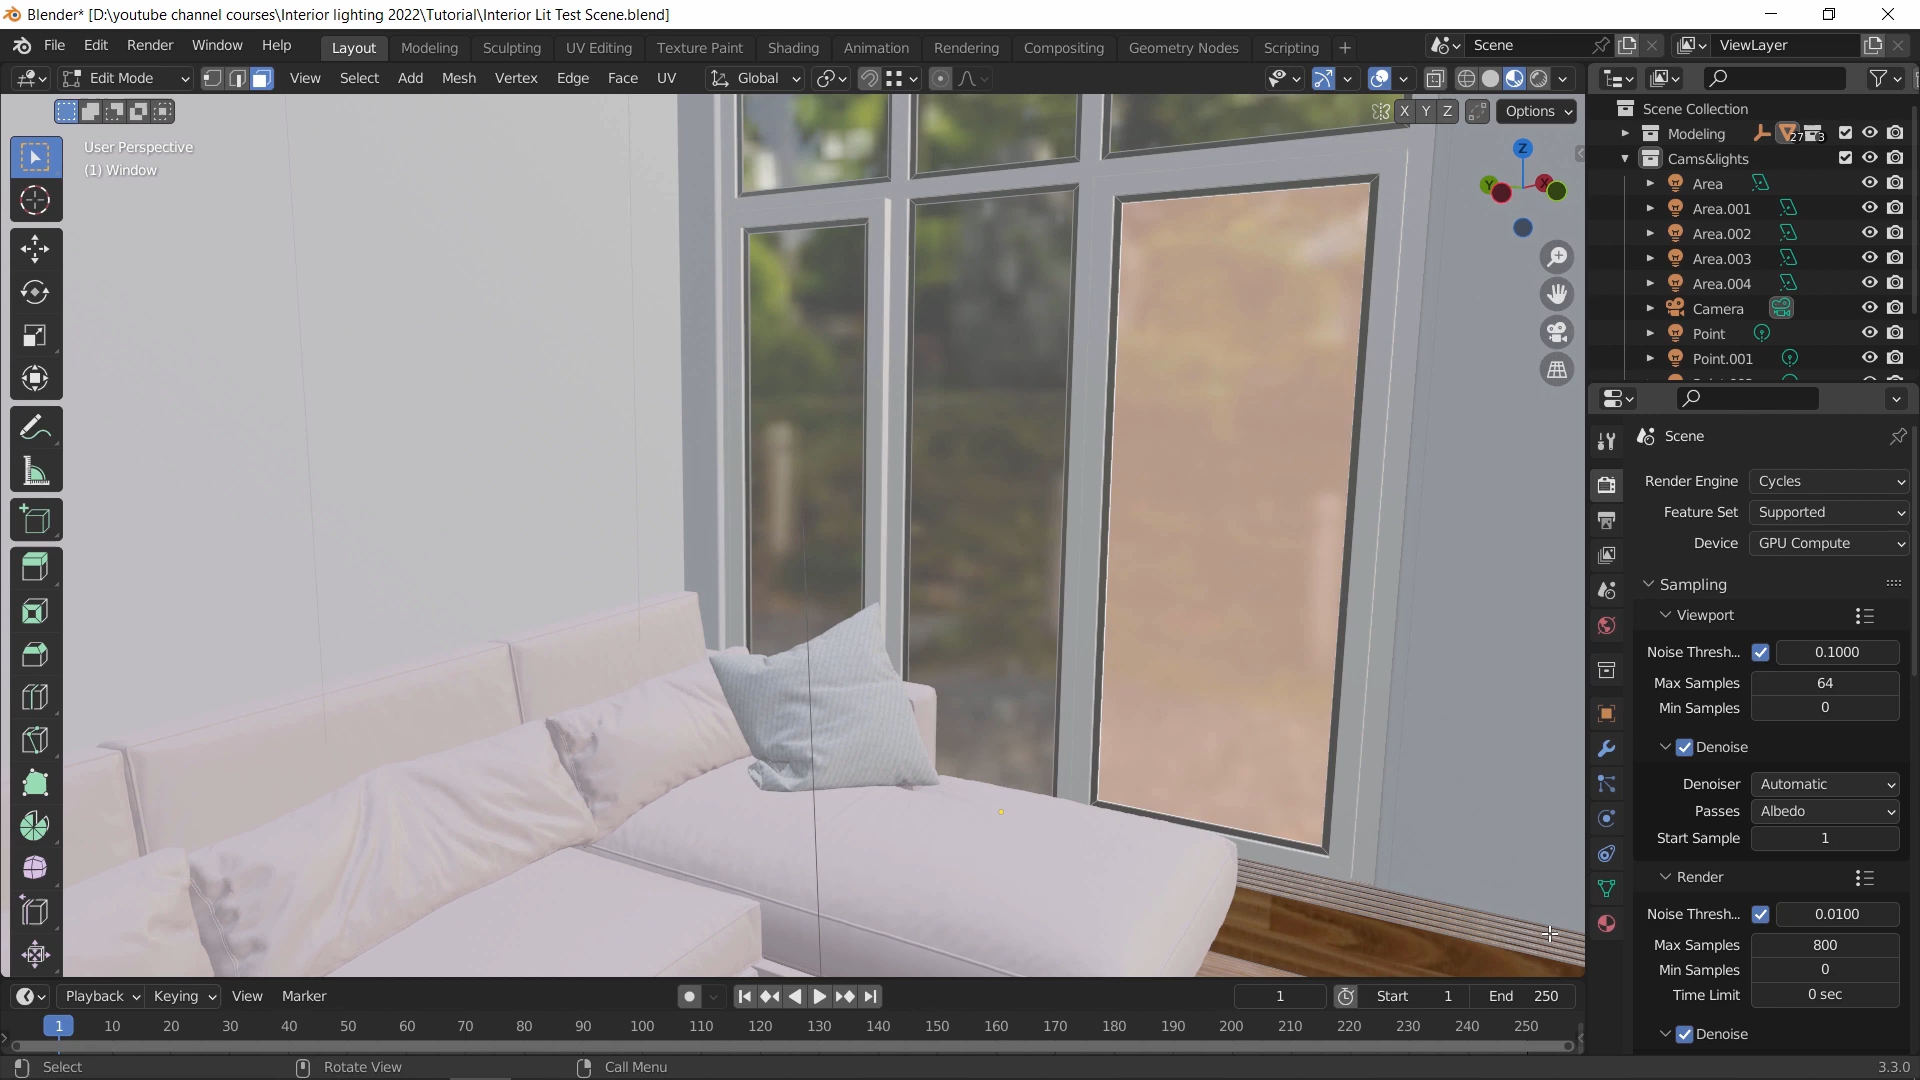 Blender* [D:\youtube channel courses\Interior lighting 2022\Tutorial\Interior Lit Test Scene.blend]
File Edit Render Window Help
Layout Modeling Sculpting UV Editing Texture Paint Shading Animation Rendering Compositing Geometry Nodes Scripting +
Scene
ViewLayer
Edit Mode
View Select Add Mesh Vertex Edge Face UV
Global
X Y Z
Options
User Perspective
(1) Window
Z
Y
X
Scene Collection
Modeling
27
3
Cams&lights
Area
Area.001
Area.002
Area.003
Area.004
Camera
Point
Point.001
Scene
Render Engine Cycles
Feature Set Supported
Device GPU Compute
Sampling
Viewport
Noise Thresh... 0.1000
Max Samples 64
Min Samples 0
Denoise
Denoiser Automatic
Passes Albedo
Start Sample 1
Render
Noise Thresh... 0.0100
Max Samples 800
Min Samples 0
Time Limit 0 sec
Denoise
Playback Keying View Marker
1
Start 1
End 250
1 10 20 30 40 50 60 70 80 90 100 110 120 130 140 150 160 170 180 190 200 210 220 230 240 250
Select
Rotate View
Call Menu
3.3.0